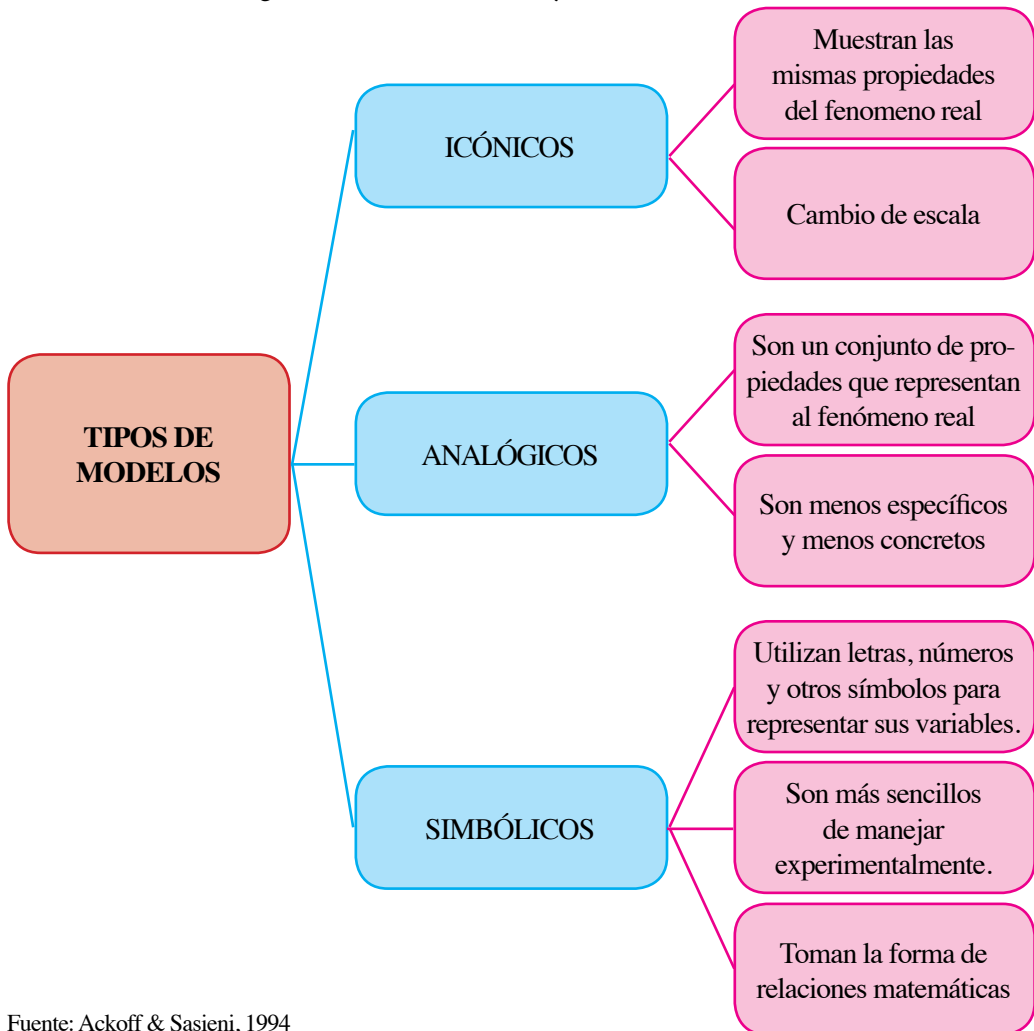 Muestran las
mismas propiedades
del fenomeno real
ICÓNICOS
Cambio de escala
Son un conjunto de pro-
piedades que representan
al fenómeno real
TIPOS DE
MODELOS
ANALÓGICOS
Son menos específicos
y menos concretos
Utilizan letras, números
y otros símbolos para
representar sus variables.
SIMBÓLICOS
Son más sencillos
de manejar
experimentalmente.
Toman la forma de
relaciones matemáticas
Fuente: Ackoff & Sasieni, 1994